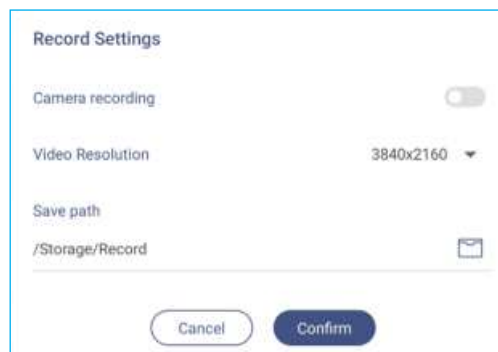 Record Settings
Camera recording
Video Resolution 3840x2160
Save path
/Storage/Record
Cancel Confirm